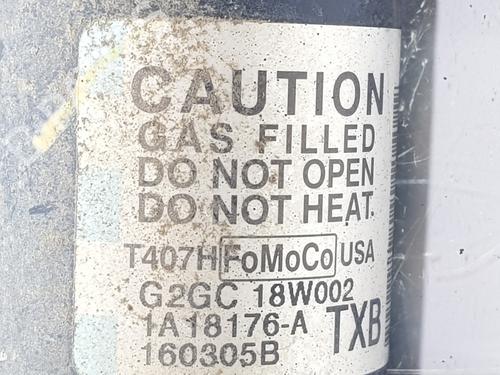 CAUTION
GAS FILLED
DO NOT OPEN
DO NOT HEAT.
T407H FoMoCo USA
G2GC 18W002
1A18176-A TXB
160305B